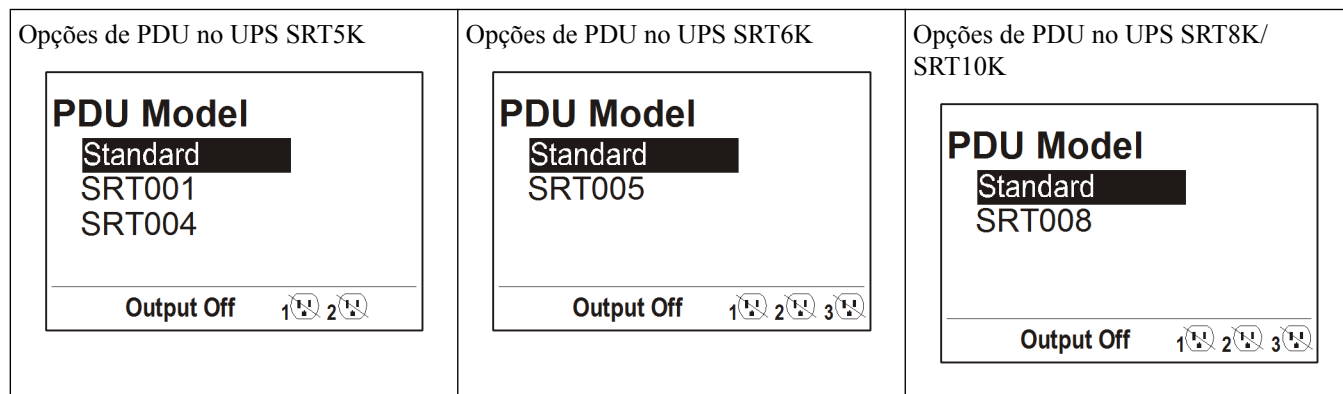 Opções de PDU no UPS SRT5K
PDU Model
Standard
SRT001
SRT004
Output Off 1 2
Opções de PDU no UPS SRT6K
PDU Model
Standard
SRT005
Output Off 1 2 3
Opções de PDU no UPS SRT8K/
SRT10K
PDU Model
Standard
SRT008
Output Off 1 2 3